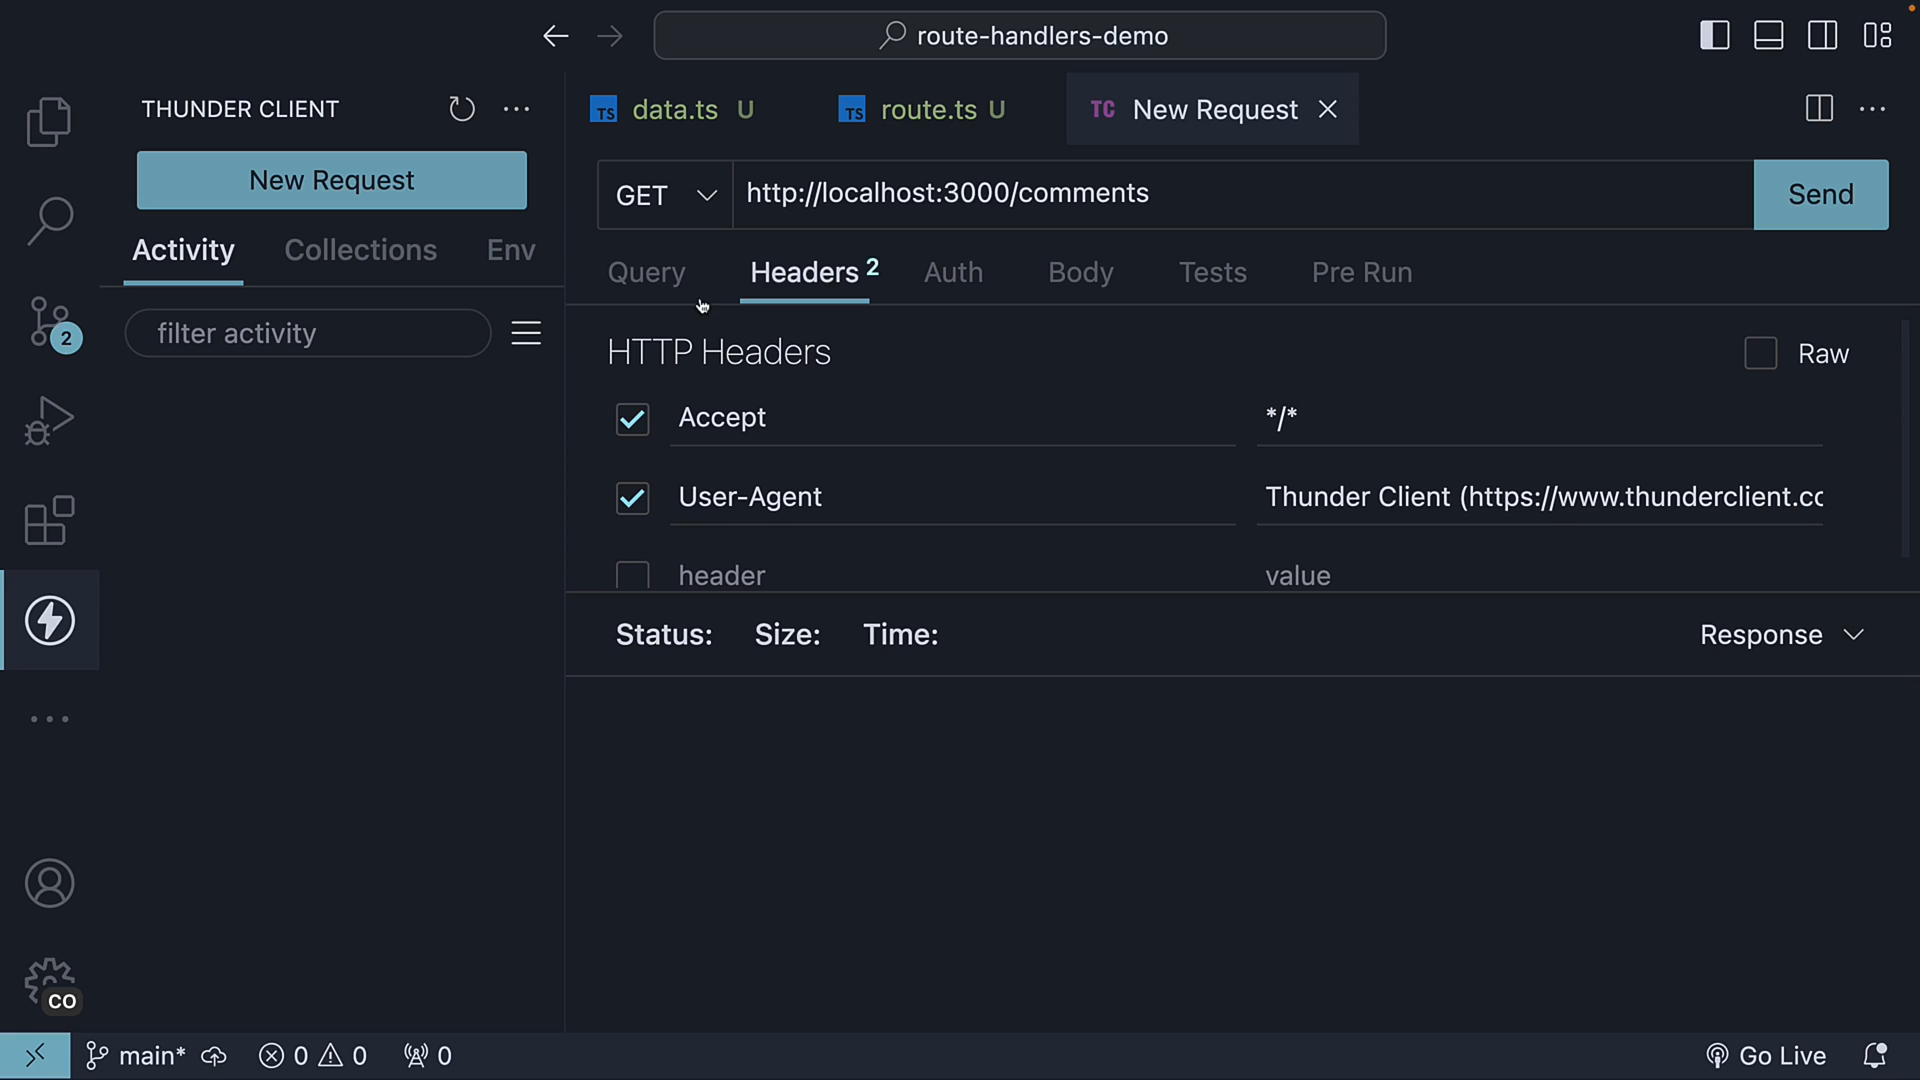 route-handlers-demo
THUNDER CLIENT
TS data.ts U
TS route.ts U
TC New Request
New Request
GET
http://localhost:3000/comments
Send
Activity
Collections
Env
Query
Headers 2
Auth
Body
Tests
Pre Run
filter activity
2
HTTP Headers
Raw
Accept
*/*
User-Agent
Thunder Client (https://www.thunderclient.cc
header
value
Status:
Size:
Time:
Response
CO
main*
0
0
0
Go Live